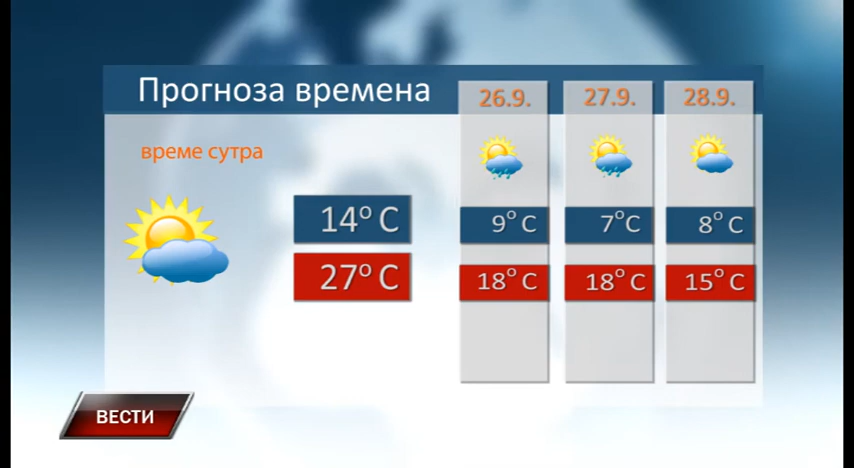 Прогноза времена
време сутра
14° C
27° C
26.9.
27.9.
28.9.
9° C
7°C
8° C
18° C
18° C
15° C
ВЕСТИ